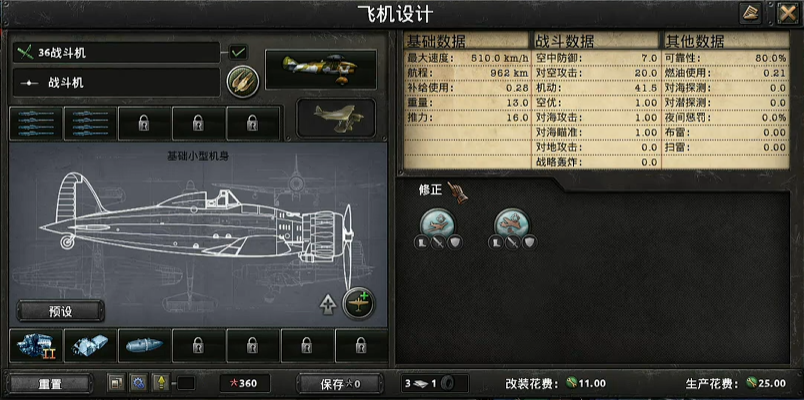 飞机设计
36战斗机
战斗机
基础小型机身
预设
II
重置
360
保存 0
3 1
改装花费: 11.00
生产花费: 25.00
基础数据
最大速度: 510.0 km/h
航程: 962 km
补给使用: 0.28
重量: 13.0
推力: 16.0
战斗数据
空中防御: 7.0
对空攻击: 20.0
机动: 41.5
空优: 1.00
对海攻击: 1.00
对海瞄准: 1.00
对地攻击: 0.0
战略轰炸: 0.0
其他数据
可靠性: 80.0%
燃油使用: 0.21
对海探测: 0.0
对潜探测: 0.0
夜间惩罚: 0.0%
布雷: 0.0
扫雷: 0.0
修正